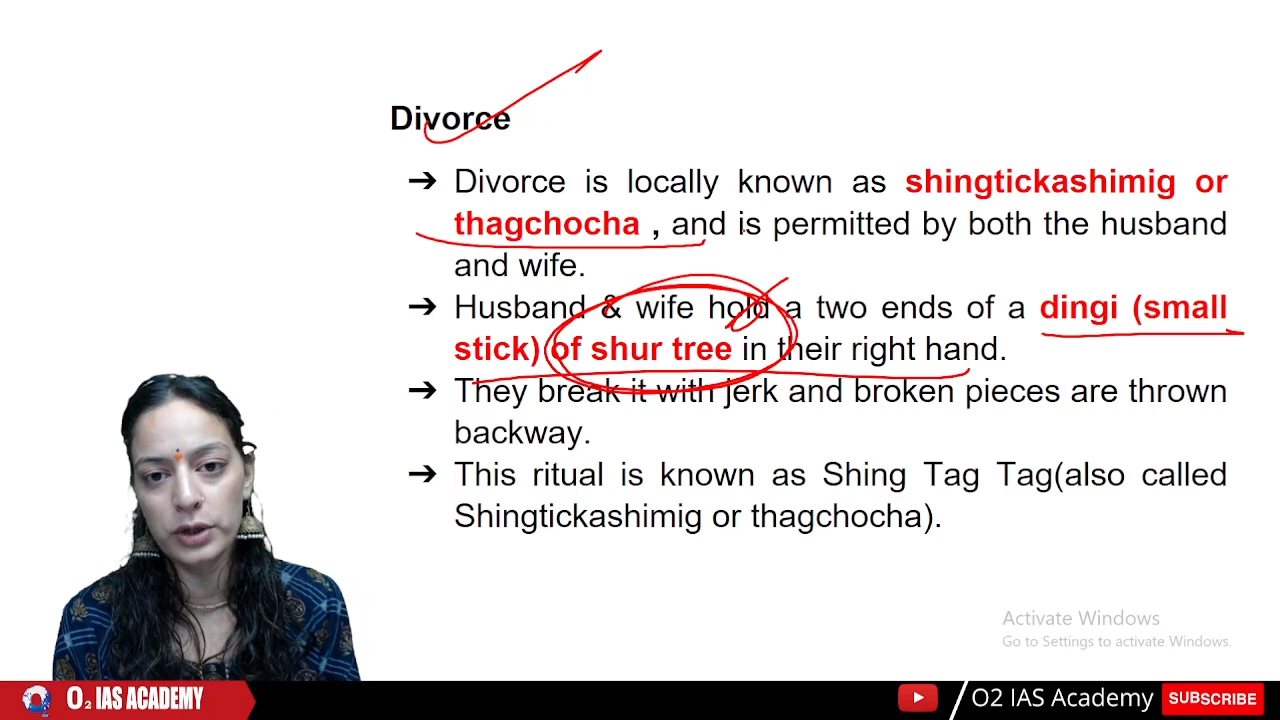 Divorce
➔ Divorce is locally known as shingtickashimig or
thagchocha , and is permitted by both the husband
and wife.
➔ Husband & wife hold a two ends of a dingi (small
stick) of shur tree in their right hand.
➔ They break it with jerk and broken pieces are thrown
backway.
➔ This ritual is known as Shing Tag Tag(also called
Shingtickashimig or thagchocha).
Activate Windows
Go to Settings to activate Windows.
O2 IAS ACADEMY
O2 IAS Academy SUBSCRIBE